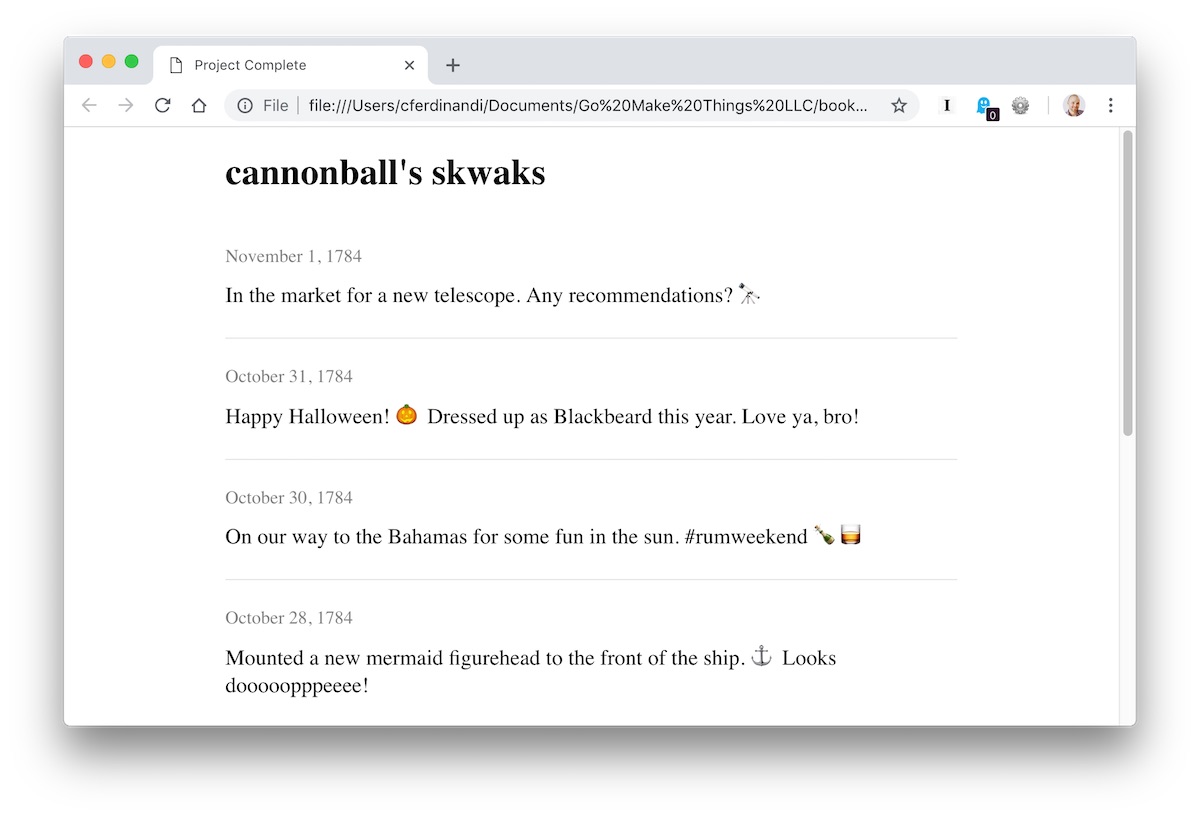 Project Complete
File file:///Users/cferdinandi/Documents/Go%20Make%20Things%20LLC/book... I 0
cannonball's skwaks
November 1, 1784
In the market for a new telescope. Any recommendations? 🔭
October 31, 1784
Happy Halloween! 🎃 Dressed up as Blackbeard this year. Love ya, bro!
October 30, 1784
On our way to the Bahamas for some fun in the sun. #rumweekend 🍾 🥃
October 28, 1784
Mounted a new mermaid figurehead to the front of the ship. ⚓ Looks
dooooopppeeee!